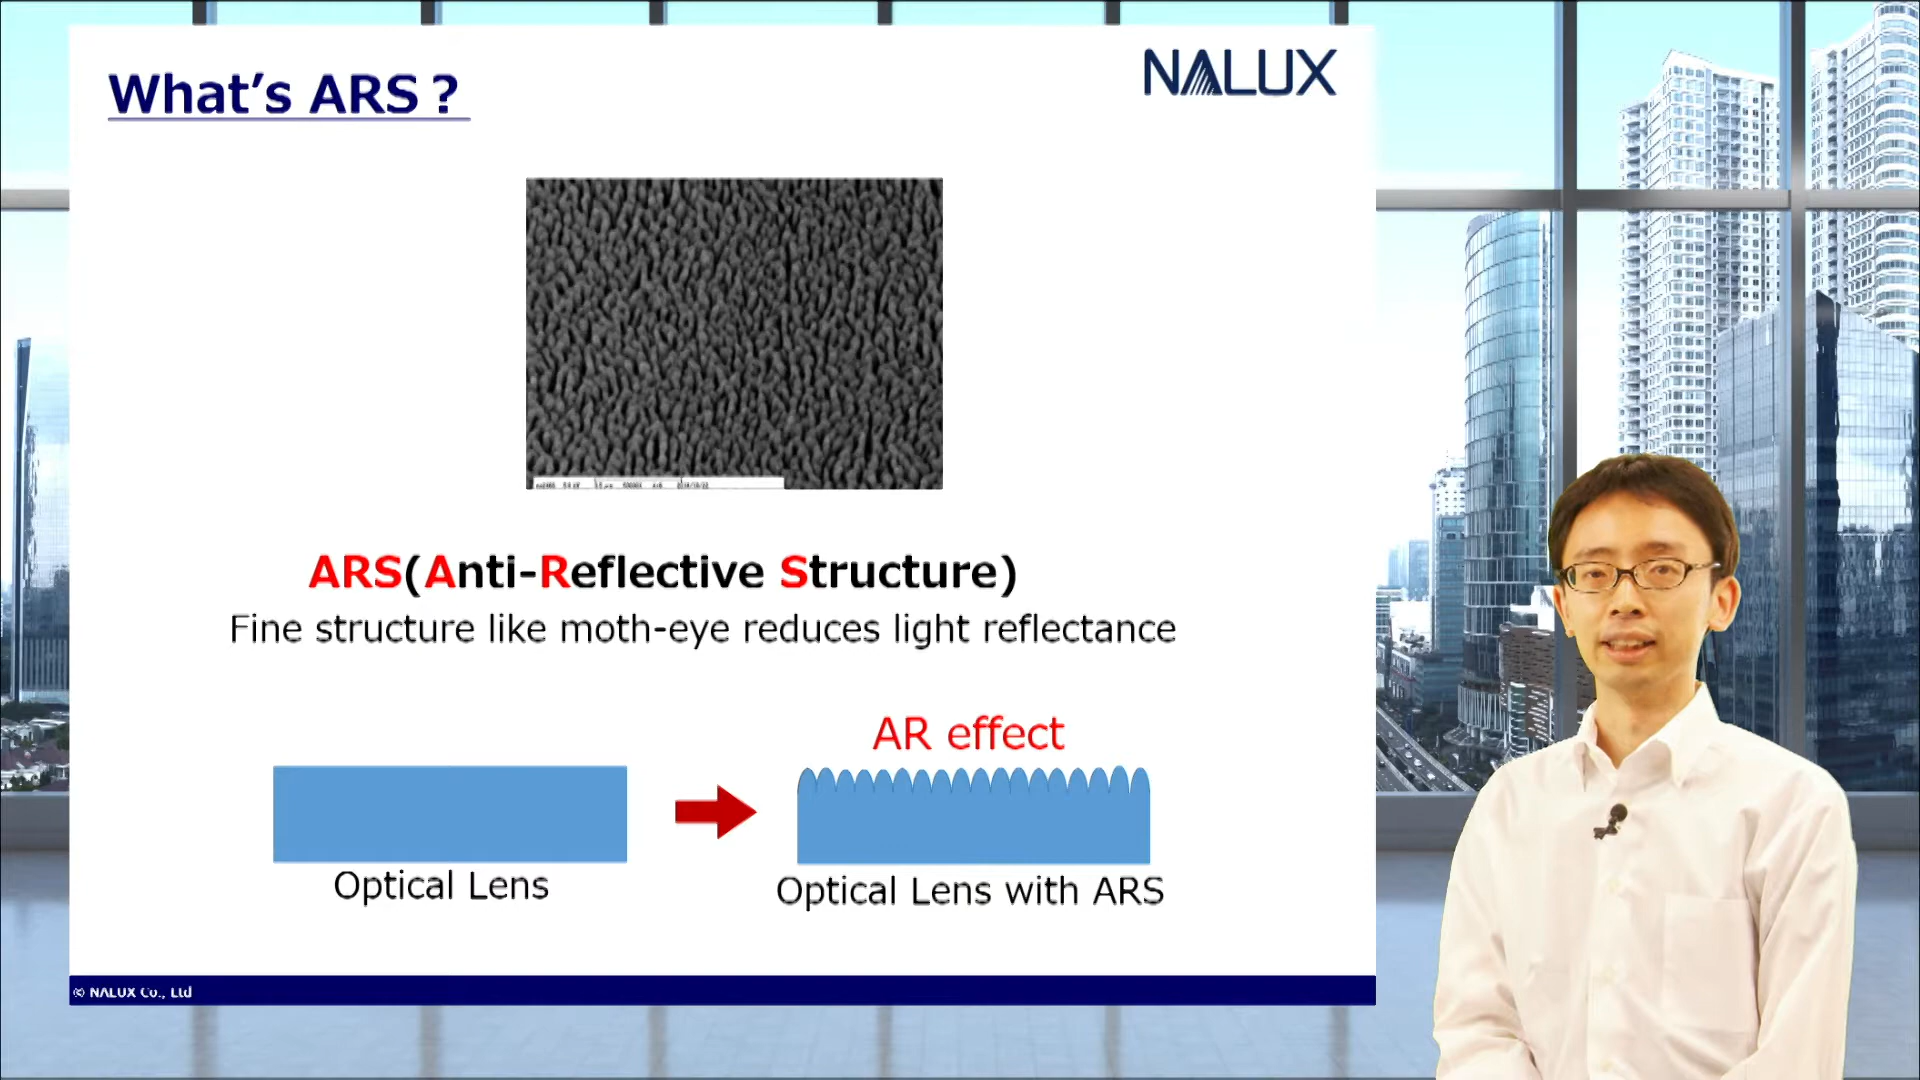 What's ARS ?
NALUX
ARS(Anti-Reflective Structure)
Fine structure like moth-eye reduces light reflectance
AR effect
Optical Lens
Optical Lens with ARS
© NALUX Co., Ltd